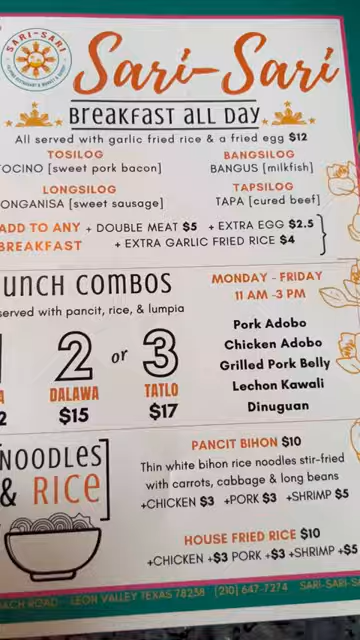 SARI-SARI
Sari-Sari
BREAKFAST ALL DAY
All served with garlic fried rice & a fried egg $12
TOSILOG
OCINO [sweet pork bacon]
BANGSILOG
BANGUS [milkfish]
LONGSILOG
ONGANISA [sweet sausage]
TAPSILOG
TAPA [cured beef]
ADD TO ANY BREAKFAST
+ DOUBLE MEAT $5 + EXTRA EGG $2.5
+ EXTRA GARLIC FRIED RICE $4
UNCH COMBOS
served with pancit, rice, & lumpia
2 or 3
A DALAWA TATLO
2 $15 $17
MONDAY - FRIDAY
11 AM -3 PM
Pork Adobo
Chicken Adobo
Grilled Pork Belly
Lechon Kawali
Dinuguan
NOODLES
& RICE
PANCIT BIHON $10
Thin white bihon rice noodles stir-fried
with carrots, cabbage & long beans
+CHICKEN $3 +PORK $3 +SHRIMP $5
HOUSE FRIED RICE $10
+CHICKEN +$3 PORK +$3 +SHRIMP +$5
ACH ROAD LEON VALLEY TEXAS 78238 (210) 647-7274 SARI-SARI-S